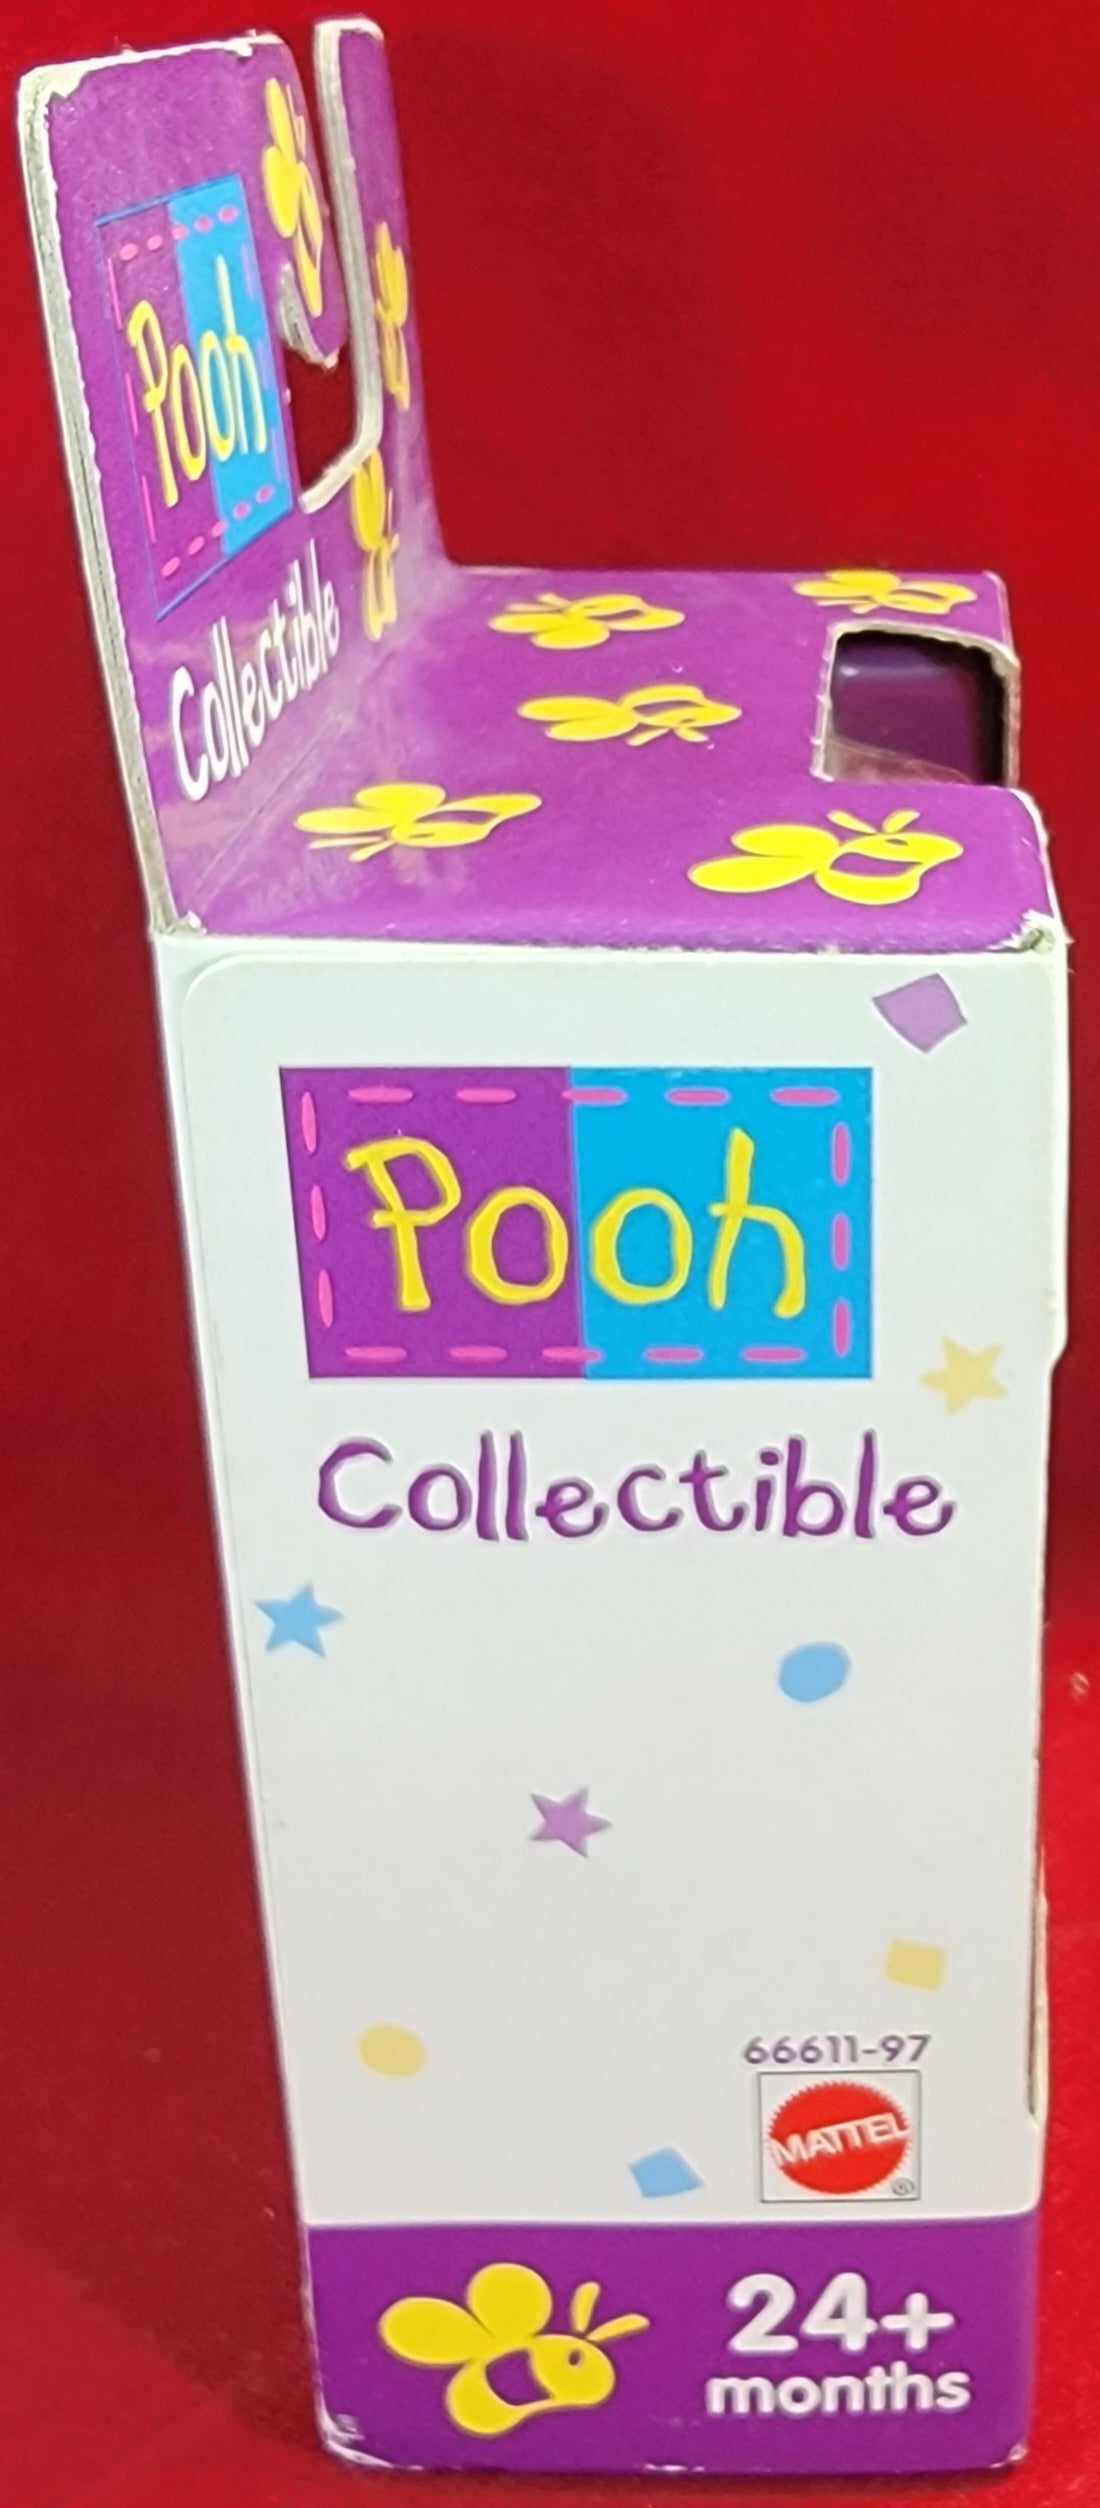 Pooh
Collectible
Pooh
Collectible
66611-97
MATTEL
®
24+
months